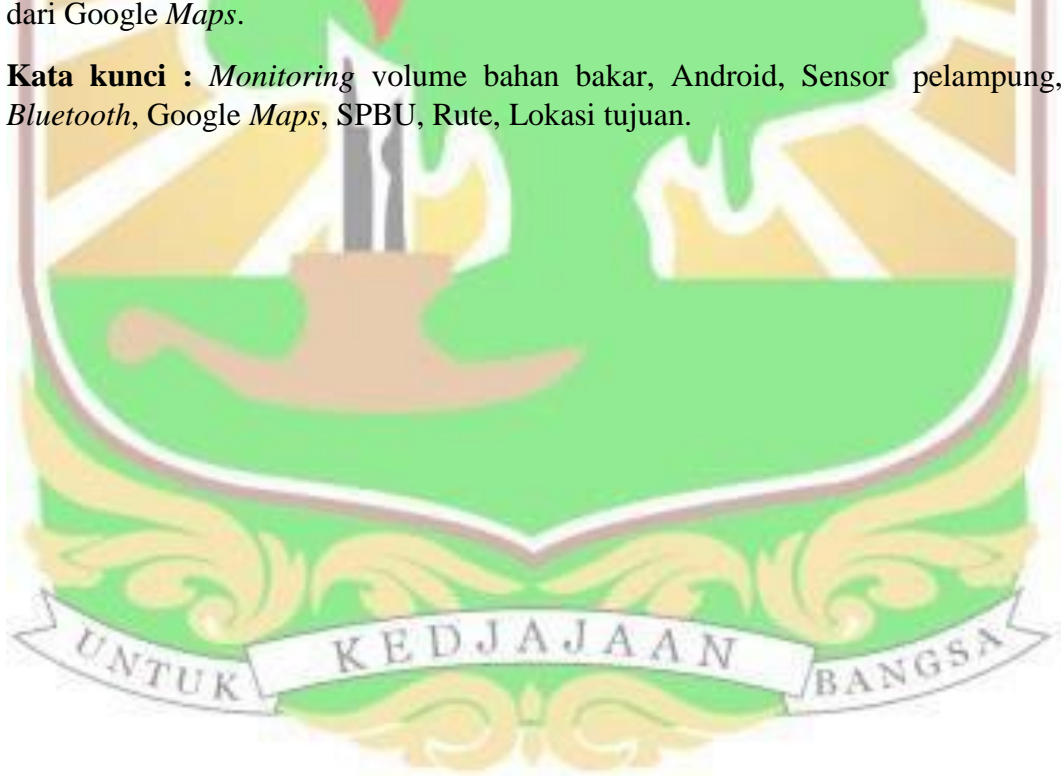 dari Google Maps.
Kata kunci : Monitoring volume bahan bakar, Android, Sensor pelampung,
Bluetooth, Google Maps, SPBU, Rute, Lokasi tujuan.
UNTUK KEDJAJAAN BANGSA